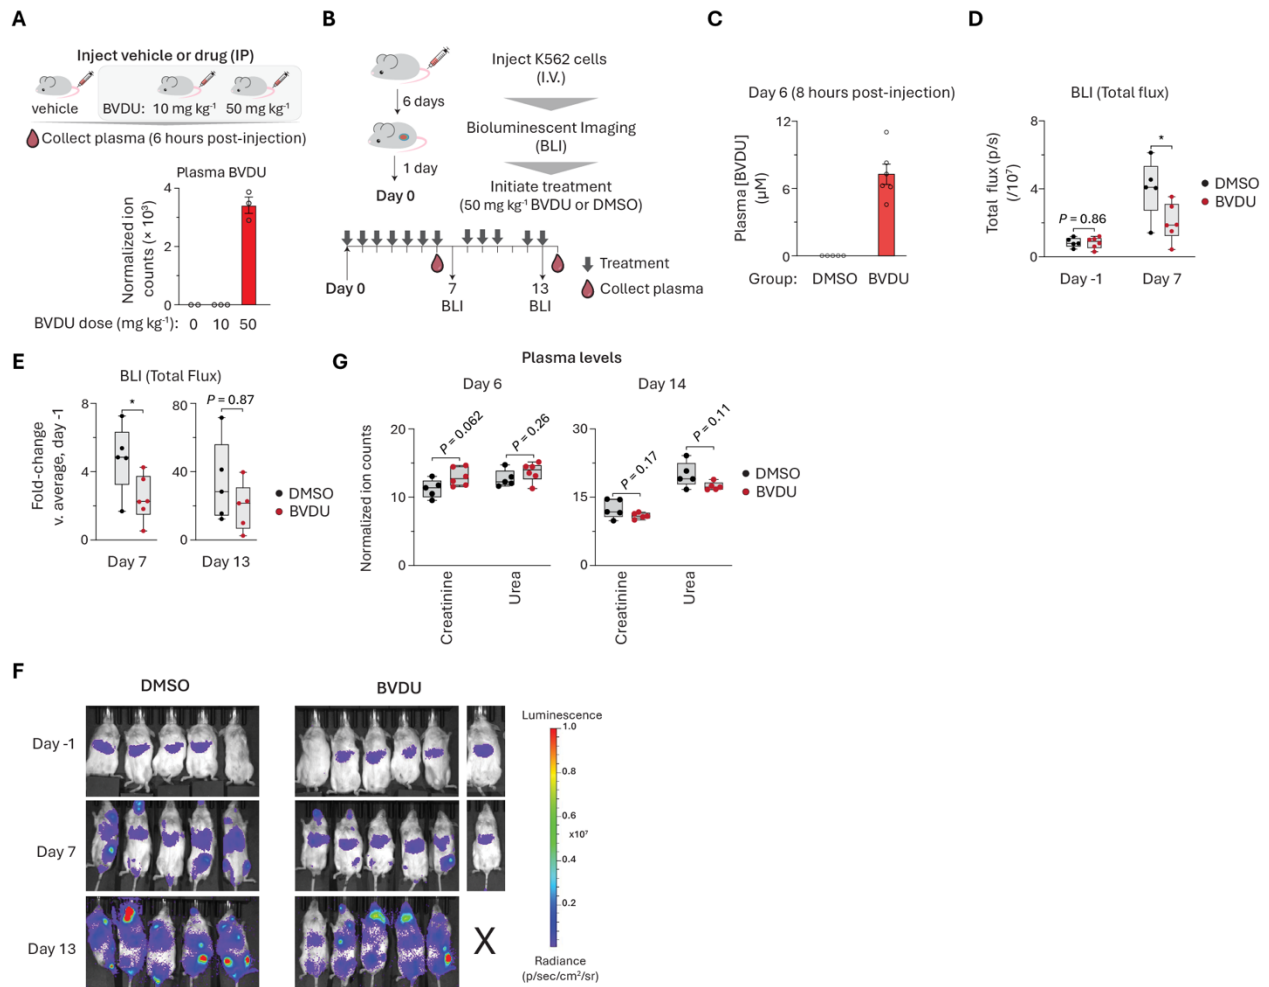 A
Inject vehicle or drug (IP)
vehicle
BVDU: 10 mg kg⁻¹ 50 mg kg⁻¹
Collect plasma (6 hours post-injection)
Plasma BVDU
Normalized ion
counts (× 10³)
4
2
0
BVDU dose (mg kg⁻¹): 0 10 50
B
Inject K562 cells
(I.V.)
6 days
Bioluminescent Imaging
(BLI)
1 day
Day 0
Initiate treatment
(50 mg kg⁻¹ BVDU or DMSO)
Treatment
Collect plasma
Day 0
7
BLI
13
BLI
C
Day 6 (8 hours post-injection)
Plasma [BVDU]
(µM)
12
6
0
Group: DMSO BVDU
D
BLI (Total flux)
Total flux (p/s)
(/10⁷)
8
4
0
P = 0.86
*
DMSO
BVDU
Day -1 Day 7
E
BLI (Total Flux)
Fold-change
v. average, day -1
8
4
0
*
Day 7
80
40
0
P = 0.87
Day 13
DMSO
BVDU
G
Plasma levels
Day 6
Normalized ion counts
20
10
0
P = 0.062
P = 0.26
Creatinine
Urea
Day 14
30
15
0
P = 0.17
P = 0.11
Creatinine
Urea
DMSO
BVDU
F
DMSO BVDU
Day -1
Day 7
Day 13
X
Luminescence
1.0
0.8
0.6
x10⁷
0.4
0.2
Radiance
(p/sec/cm²/sr)